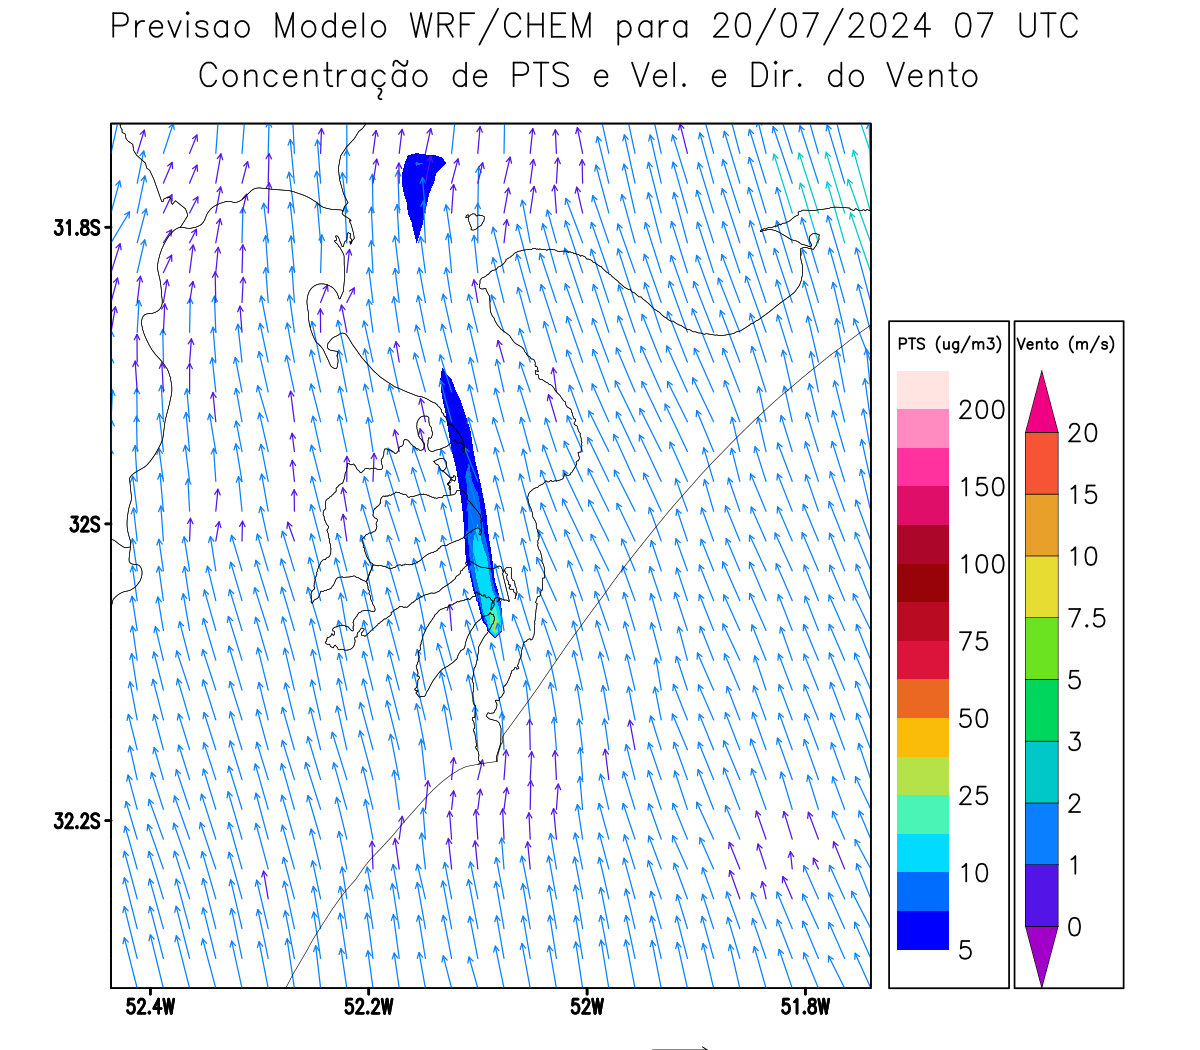 Previsao Modelo WRF/CHEM para 20/07/2024 07 UTC
Concentração de PTS e Vel. e Dir. do Vento
31.8S
32S
32.2S
52.4W
52.2W
52W
51.8W
PTS (ug/m3)
200
150
100
75
50
25
10
5
Vento (m/s)
20
15
10
7.5
5
3
2
1
0